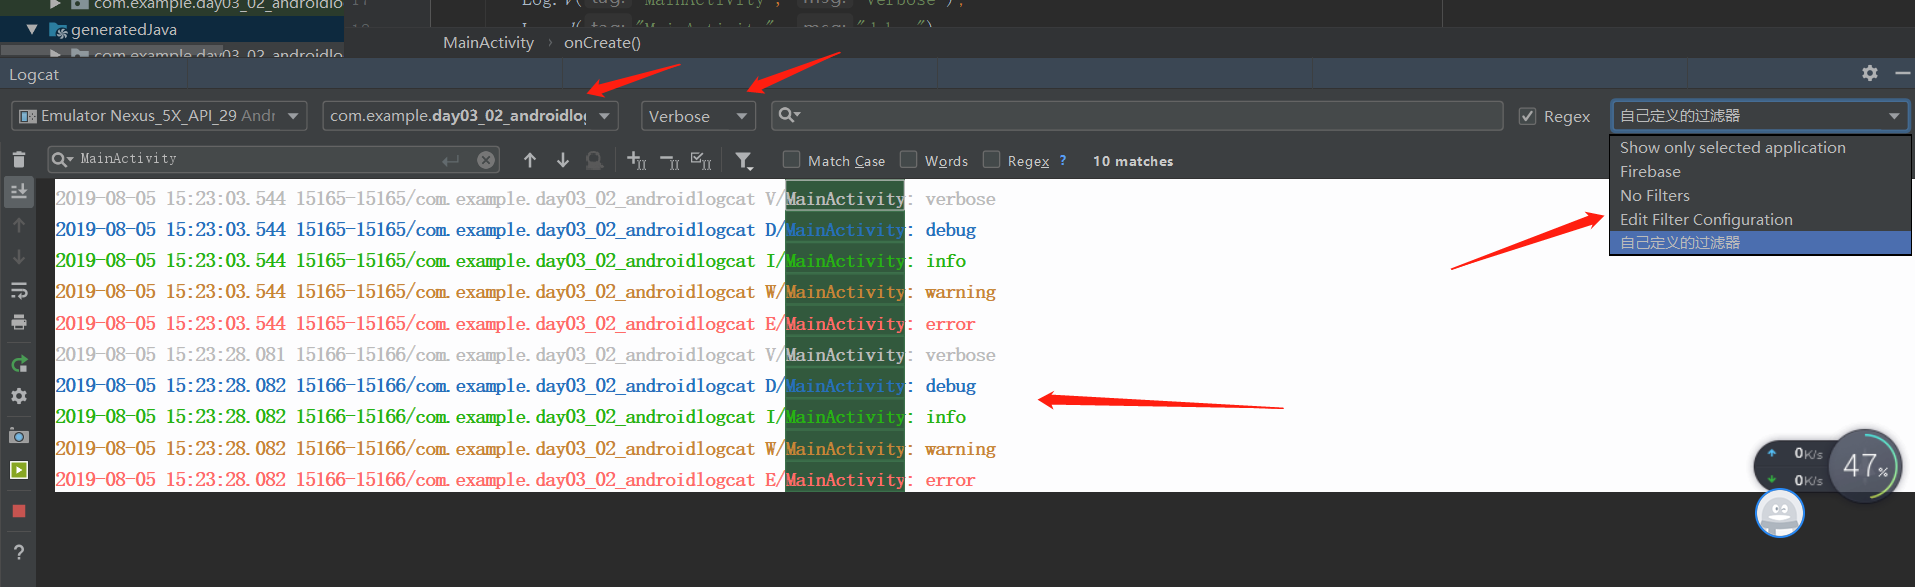 com.example.day03_02_androidlo
Log.v(tag: "MainActivity", msg: "verbose");
generatedJava
com.example.day03_02_androidlo
MainActivity › onCreate()
Logcat
Emulator Nexus_5X_API_29 Andr
com.example.day03_02_androidlog
Verbose
Regex
自己定义的过滤器
MainActivity
Match Case
Words
Regex ?
10 matches
Show only selected application
Firebase
No Filters
Edit Filter Configuration
自己定义的过滤器
2019-08-05 15:23:03.544 15165-15165/com.example.day03_02_androidlogcat V/MainActivity: verbose
2019-08-05 15:23:03.544 15165-15165/com.example.day03_02_androidlogcat D/MainActivity: debug
2019-08-05 15:23:03.544 15165-15165/com.example.day03_02_androidlogcat I/MainActivity: info
2019-08-05 15:23:03.544 15165-15165/com.example.day03_02_androidlogcat W/MainActivity: warning
2019-08-05 15:23:03.544 15165-15165/com.example.day03_02_androidlogcat E/MainActivity: error
2019-08-05 15:23:28.081 15166-15166/com.example.day03_02_androidlogcat V/MainActivity: verbose
2019-08-05 15:23:28.082 15166-15166/com.example.day03_02_androidlogcat D/MainActivity: debug
2019-08-05 15:23:28.082 15166-15166/com.example.day03_02_androidlogcat I/MainActivity: info
2019-08-05 15:23:28.082 15166-15166/com.example.day03_02_androidlogcat W/MainActivity: warning
2019-08-05 15:23:28.082 15166-15166/com.example.day03_02_androidlogcat E/MainActivity: error
0K/s
0K/s
47%
?